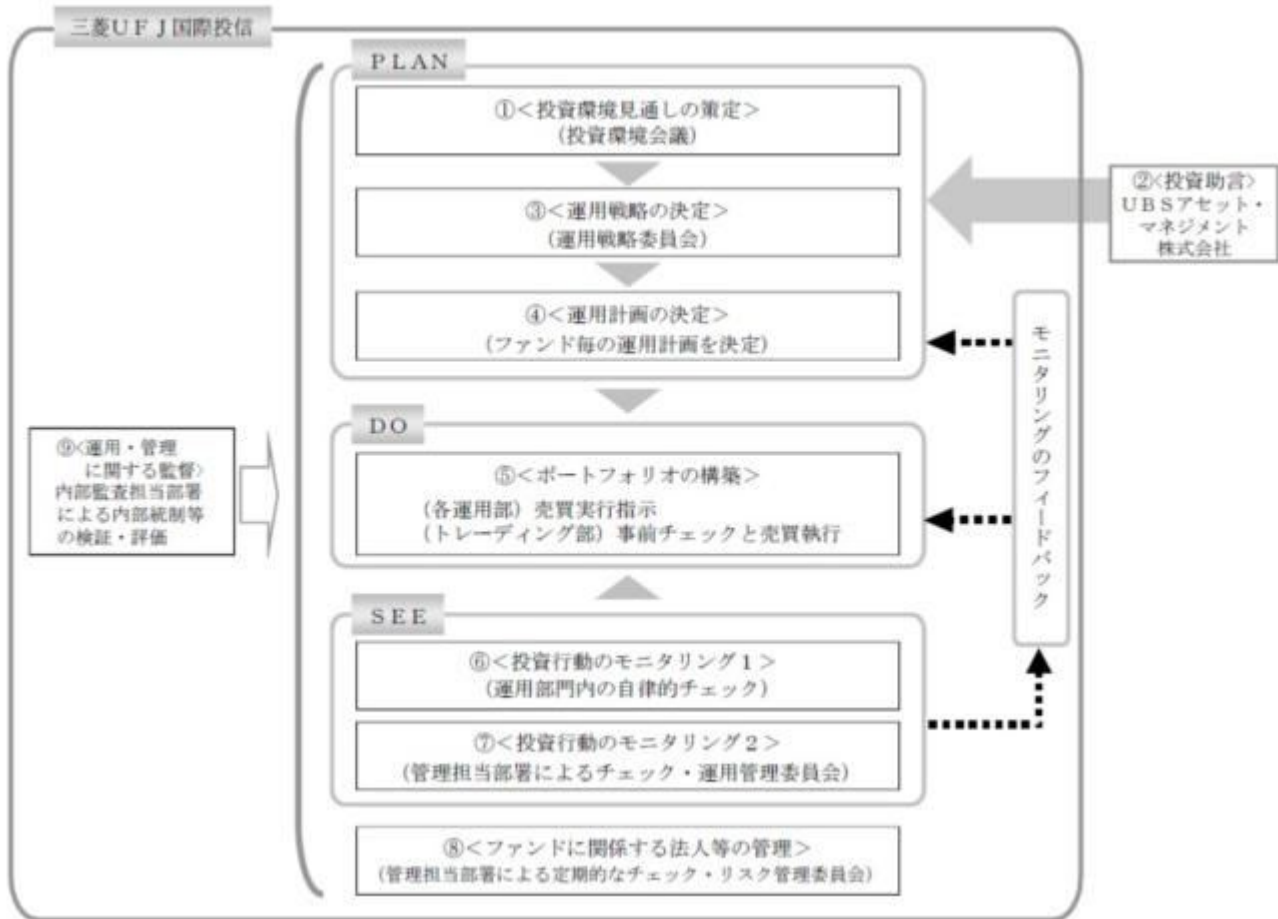 三菱UFJ国際投信
PLAN
①<投資環境見通しの策定>
(投資環境会議)
②<投資助言>
UBSアセット・
マネジメント
株式会社
③<運用戦略の決定>
(運用戦略委員会)
④<運用計画の決定>
(ファンド毎の運用計画を決定)
モニタリングのフィードバック
DO
⑤<ポートフォリオの構築>
(各運用部)売買実行指示
(トレーディング部)事前チェックと売買執行
⑨<運用・管理
に関する監督>
内部監査担当部署
による内部統制等
の検証・評価
SEE
⑥<投資行動のモニタリング1>
(運用部門内の自律的チェック)
⑦<投資行動のモニタリング2>
(管理担当部署によるチェック・運用管理委員会)
⑧<ファンドに関係する法人等の管理>
(管理担当部署による定期的なチェック・リスク管理委員会)